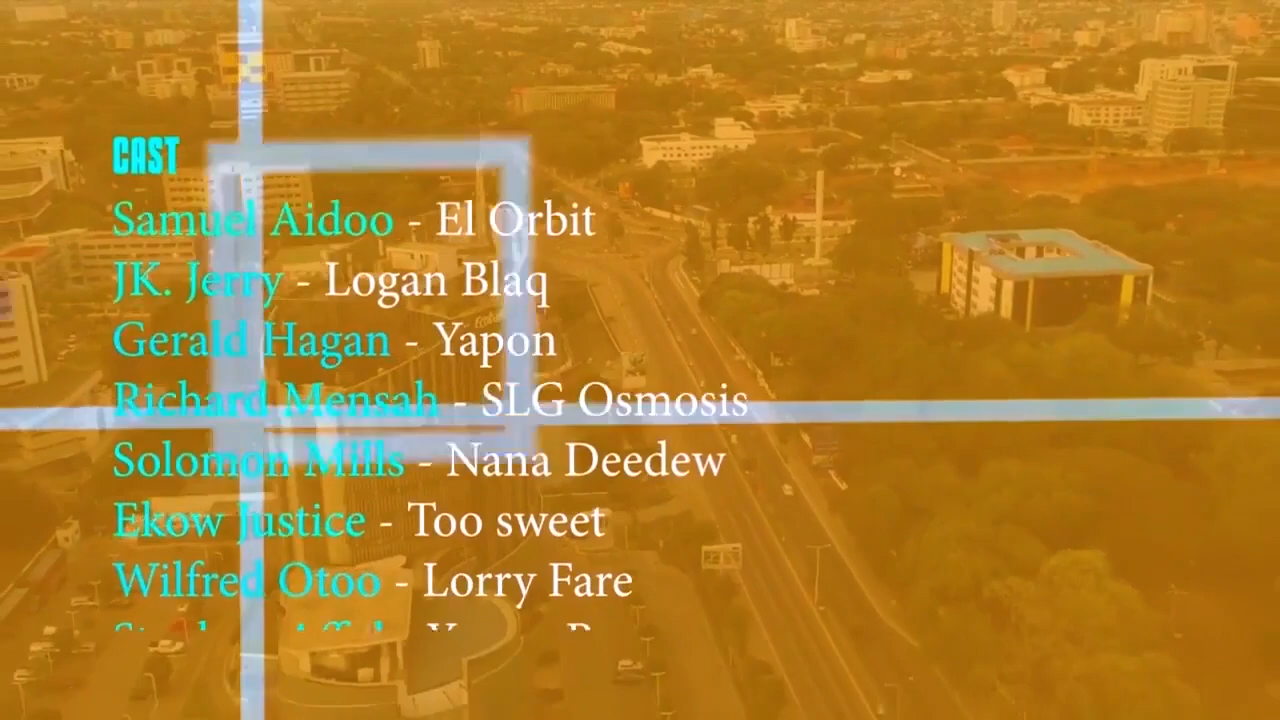 CAST
Samuel Aidoo - El Orbit
JK. Jerry - Logan Blaq
Gerald Hagan - Yapon
Richard Mensah - SLG Osmosis
Solomon Mills - Nana Deedew
Ekow Justice - Too sweet
Wilfred Otoo - Lorry Fare